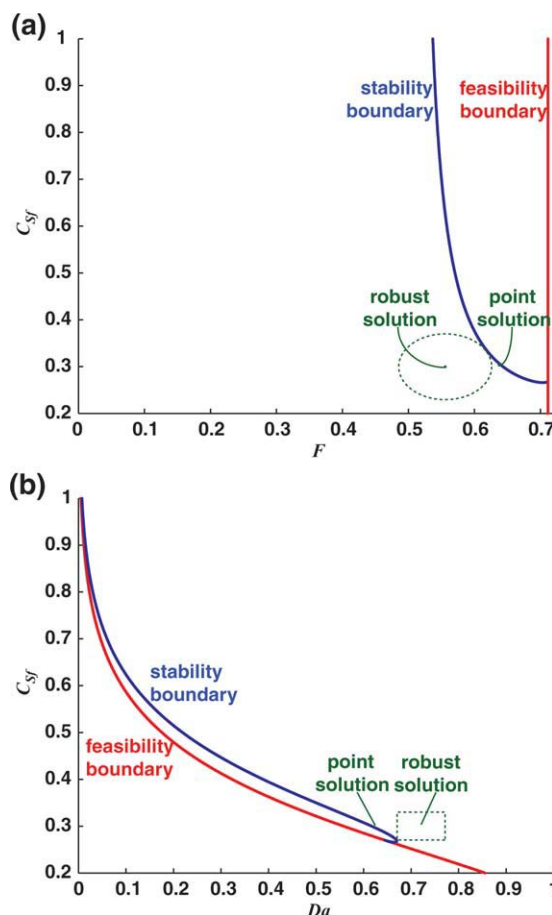 (a)
1
0.9
0.8
0.7
0.6
0.5
0.4
0.3
0.2
C_Sf
stability
boundary
feasibility
boundary
robust
solution
point
solution
0 0.1 0.2 0.3 0.4 0.5 0.6 0.7
F
(b)
1
0.9
0.8
0.7
0.6
0.5
0.4
0.3
0.2
C_Sf
stability
boundary
feasibility
boundary
point
solution
robust
solution
0 0.1 0.2 0.3 0.4 0.5 0.6 0.7 0.8 0.9 1
Da